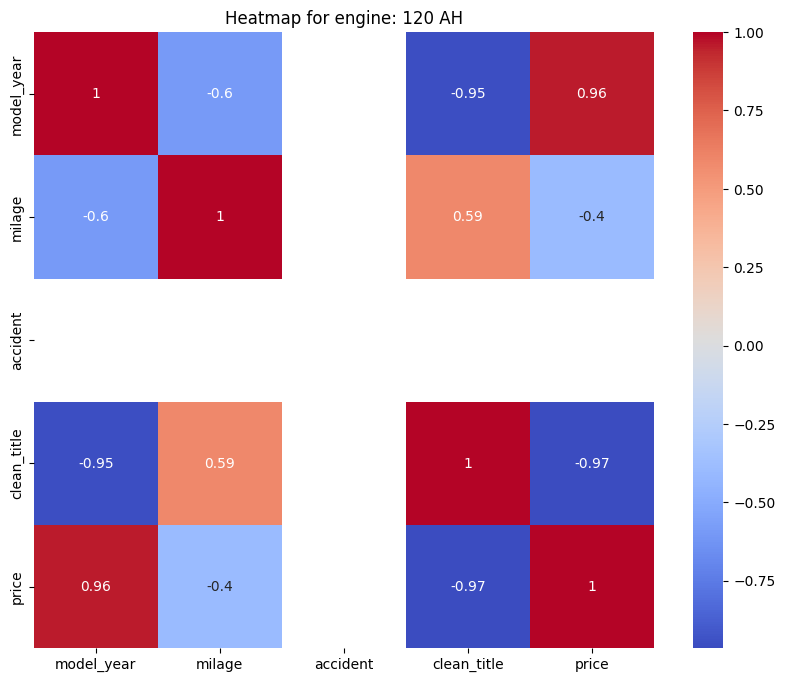 Heatmap for engine: 120 AH
model_year 1 -0.6 -0.95 0.96
milage -0.6 1 0.59 -0.4
accident
clean_title -0.95 0.59 1 -0.97
price 0.96 -0.4 -0.97 1
model_year milage accident clean_title price
1.00
0.75
0.50
0.25
0.00
−0.25
−0.50
−0.75